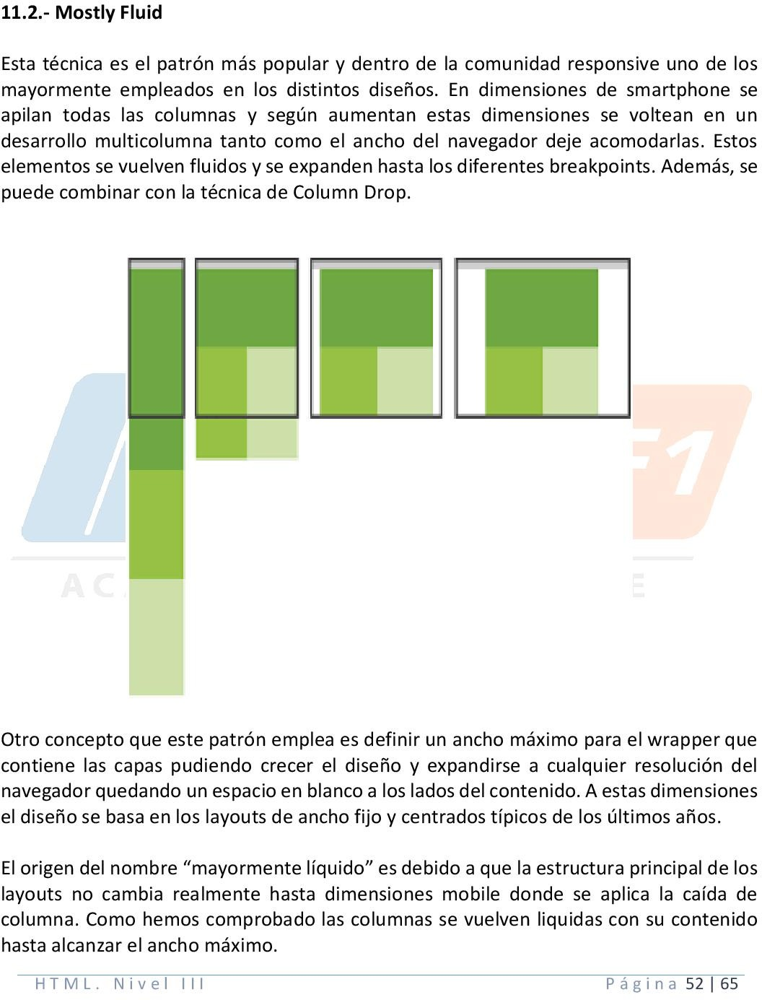 11.2.- Mostly Fluid
Esta técnica es el patrón más popular y dentro de la comunidad responsive uno de los
mayormente empleados en los distintos diseños. En dimensiones de smartphone se
apilan todas las columnas y según aumentan estas dimensiones se voltean en un
desarrollo multicolumna tanto como el ancho del navegador deje acomodarlas. Estos
elementos se vuelven fluidos y se expanden hasta los diferentes breakpoints. Además, se
puede combinar con la técnica de Column Drop.
F1
AC
E
Otro concepto que este patrón emplea es definir un ancho máximo para el wrapper que
contiene las capas pudiendo crecer el diseño y expandirse a cualquier resolución del
navegador quedando un espacio en blanco a los lados del contenido. A estas dimensiones
el diseño se basa en los layouts de ancho fijo y centrados típicos de los últimos años.
El origen del nombre “mayormente líquido” es debido a que la estructura principal de los
layouts no cambia realmente hasta dimensiones mobile donde se aplica la caída de
columna. Como hemos comprobado las columnas se vuelven liquidas con su contenido
hasta alcanzar el ancho máximo.
HTML. Nivel III Página 52 | 65